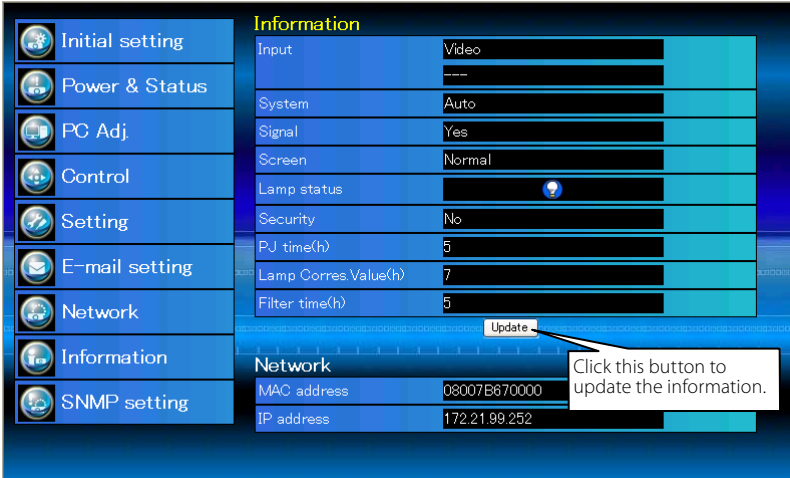 Initial setting
Power & Status
PC Adj.
Control
Setting
E-mail setting
Network
Information
SNMP setting
Information
Input Video
---
System Auto
Signal Yes
Screen Normal
Lamp status
Security No
PJ time(h) 5
Lamp Corres.Value(h) 7
Filter time(h) 5
Update
Click this button to
update the information.
Network
MAC address 08007B670000
IP address 172.21.99.252